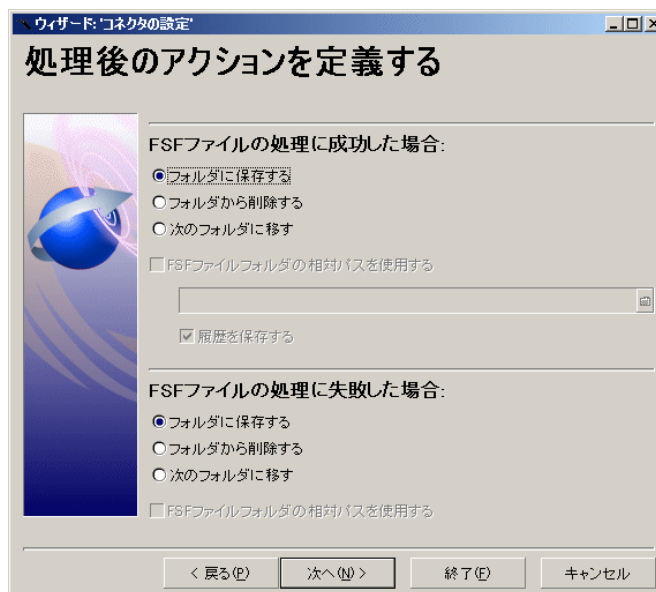 ウィザード: 'コネクタの設定'
処理後のアクションを定義する
FSFファイルの処理に成功した場合:
フォルダに保存する
フォルダから削除する
次のフォルダに移す
FSFファイルフォルダの相対パスを使用する
履歴を保存する
FSFファイルの処理に失敗した場合:
フォルダに保存する
フォルダから削除する
次のフォルダに移す
FSFファイルフォルダの相対パスを使用する
< 戻る(P) 次へ(N) > 終了(F) キャンセル